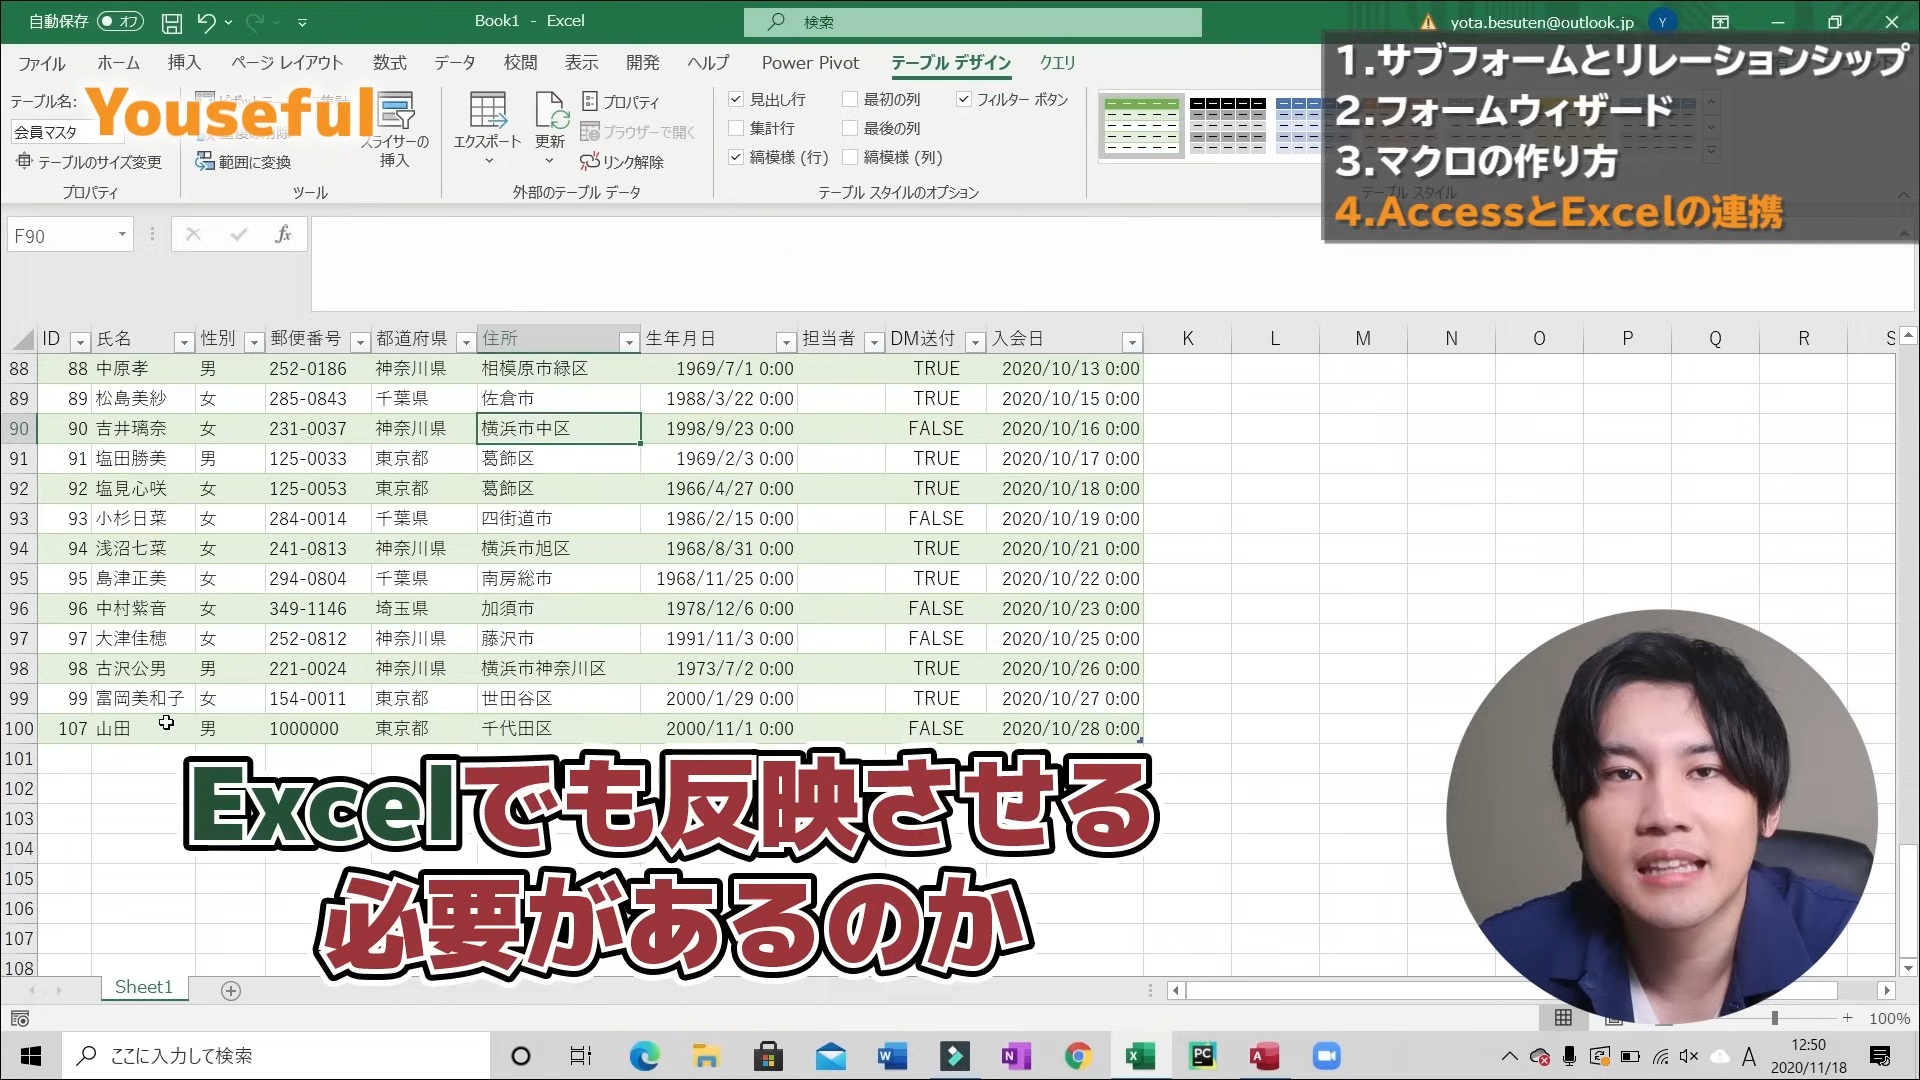 自動保存 オフ
Book1 - Excel
検索
yota.besuten@outlook.jp
Y
ファイル ホーム 挿入 ページ レイアウト 数式 データ 校閲 表示 開発 ヘルプ Power Pivot テーブル デザイン クエリ
1.サブフォームとリレーションシップ
2.フォームウィザード
3.マクロの作り方
4.AccessとExcelの連携
Youseful
テーブル名:
会員マスタ
テーブルのサイズ変更
プロパティ
範囲に変換
スライサーの
挿入
ツール
エクスポート
更新
プロパティ
ブラウザーで開く
リンク解除
外部のテーブル データ
見出し行 最初の列 フィルター ボタン
集計行 最後の列
縞模様 (行) 縞模様 (列)
テーブル スタイルのオプション
テーブル スタイル
F90
fx
ID 氏名 性別 郵便番号 都道府県 住所 生年月日 担当者 DM送付 入会日 K L M N O P Q R S
88 88 中原孝 男 252-0186 神奈川県 相模原市緑区 1969/7/1 0:00 TRUE 2020/10/13 0:00
89 89 松島美紗 女 285-0843 千葉県 佐倉市 1988/3/22 0:00 TRUE 2020/10/15 0:00
90 90 吉井璃奈 女 231-0037 神奈川県 横浜市中区 1998/9/23 0:00 FALSE 2020/10/16 0:00
91 91 塩田勝美 男 125-0033 東京都 葛飾区 1969/2/3 0:00 TRUE 2020/10/17 0:00
92 92 塩見心咲 女 125-0053 東京都 葛飾区 1966/4/27 0:00 TRUE 2020/10/18 0:00
93 93 小杉日菜 女 284-0014 千葉県 四街道市 1986/2/15 0:00 FALSE 2020/10/19 0:00
94 94 浅沼七菜 女 241-0813 神奈川県 横浜市旭区 1968/8/31 0:00 TRUE 2020/10/21 0:00
95 95 島津正美 女 294-0804 千葉県 南房総市 1968/11/25 0:00 TRUE 2020/10/22 0:00
96 96 中村紫音 女 349-1146 埼玉県 加須市 1978/12/6 0:00 FALSE 2020/10/23 0:00
97 97 大津佳穂 女 252-0812 神奈川県 藤沢市 1991/11/3 0:00 FALSE 2020/10/25 0:00
98 98 古沢公男 男 221-0024 神奈川県 横浜市神奈川区 1973/7/2 0:00 TRUE 2020/10/26 0:00
99 99 富岡美和子 女 154-0011 東京都 世田谷区 2000/1/29 0:00 TRUE 2020/10/27 0:00
100 107 山田 男 1000000 東京都 千代田区 2000/11/1 0:00 FALSE 2020/10/28 0:00
101
102
103
104
105
106
107
108
Excelでも反映させる
必要があるのか
Sheet1
100%
ここに入力して検索
A
12:50
2020/11/18